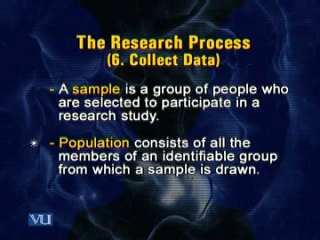 The Research Process
(6. Collect Data)
- A sample is a group of people who
are selected to participate in a
research study.
* - Population consists of all the
members of an identifiable group
from which a sample is drawn.
VU